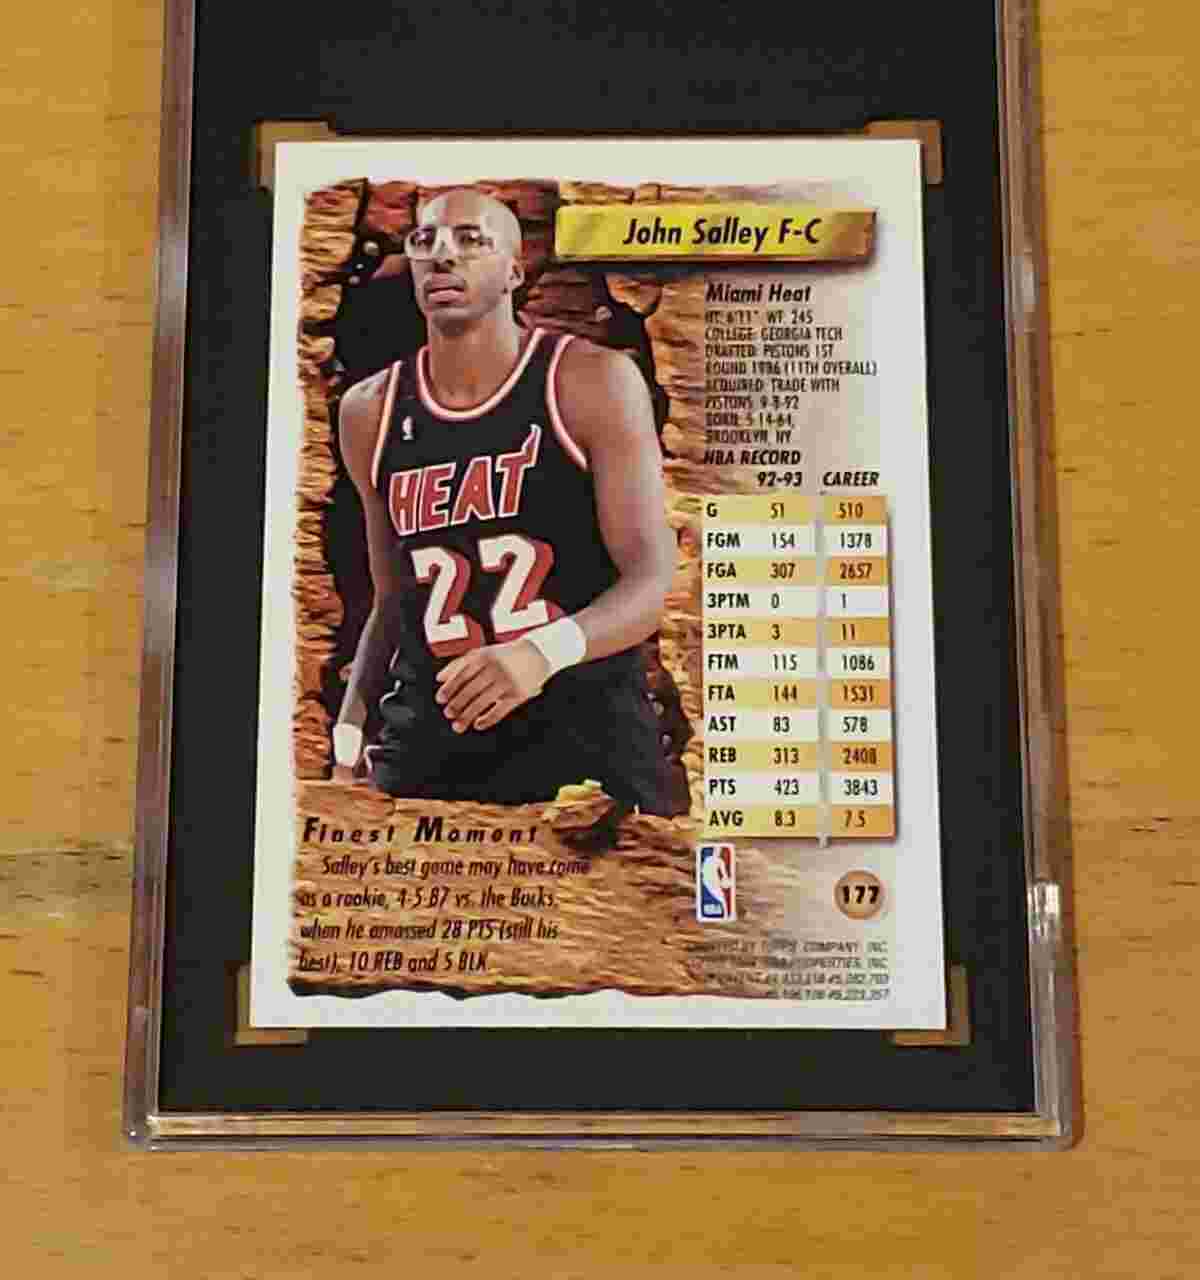 John Salley F-C
Miami Heat
HT: 6'11" WT: 245
COLLEGE: GEORGIA TECH
DRAFTED: PISTONS 1ST
ROUND 1986 (11TH OVERALL)
ACQUIRED: TRADE WITH
PISTONS 9-8-92
BORN: 5-14-64,
BROOKLYN, NY
NBA RECORD
92-93 CAREER
G 51 510
FGM 154 1378
FGA 307 2657
3PTM 0 1
3PTA 3 11
FTM 115 1086
FTA 144 1531
AST 83 578
REB 313 2408
PTS 423 3843
AVG 8.3 7.5
HEAT
22
Finest Moment
Salley's best game may have come
as a rookie, 4-5-87 vs. the Bucks,
when he amassed 28 PTS (still his
best), 10 REB and 5 BLK.
NBA
177
TOPPS COMPANY, INC.
NBA PROPERTIES, INC.